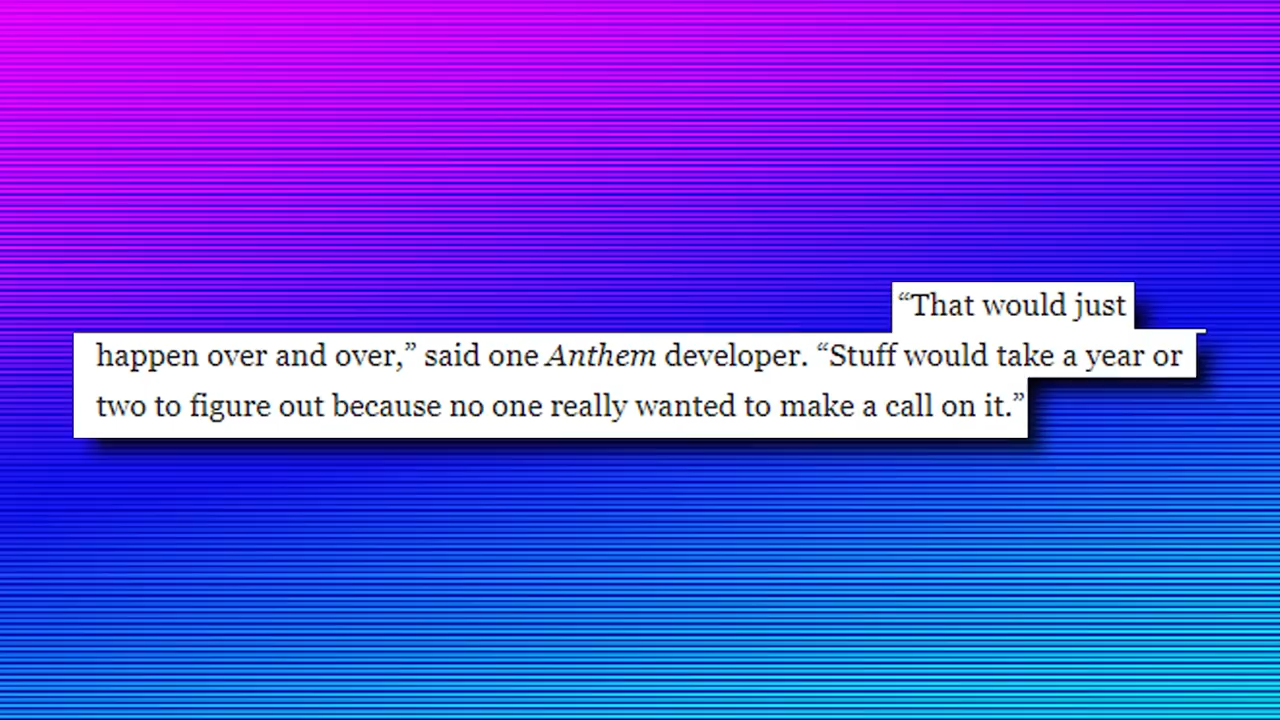 “That would just
happen over and over,” said one Anthem developer. “Stuff would take a year or
two to figure out because no one really wanted to make a call on it.”